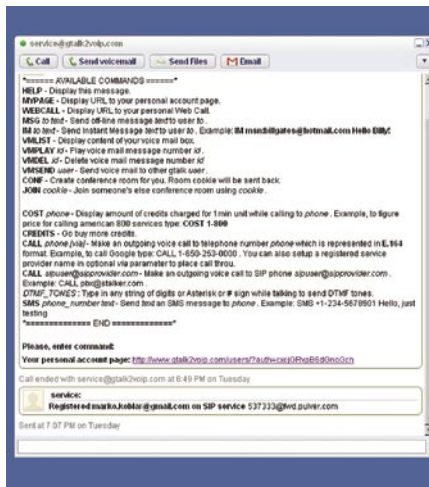 service@gtalk2voip.com
Call Send voicemail Send Files Email
*====== AVAILABLE COMMANDS ======*
HELP - Display this message.
MYPAGE - Display URL to your personal account page.
WEBCALL - Display URL to your personal Web Call.
MSG to text - Send off-line message text to user to .
IM to text - Send Instant Message text to user to . Example: IM msn:billgates@hotmail.com Hello Billy!
VMLIST - Display content of your voice mail box.
VMPLAY id - Play voice mail message number id .
VMDEL id - Delete voice mail message number id
VMSEND user - Send voice mail to other gtalk user .
CONF - Create conference room for you. Room cookie will be sent back.
JOIN cookie - Join someone's else conference room using cookie .
COST phone - Display amount of credits charged for 1min unit while calling to phone . Example, to figure
price for calling american 800 services type: COST 1-800
CREDITS - Go buy more credits.
CALL phone [via] - Make an outgoing voice call to telephone number phone which is represented in E.164
format. Example, to call Google type: CALL 1-650-253-0000 . You can also setup a registered service
provider name in optional via parameter to place call throu.
CALL sipuser@sipprovider.com - Make an outgoing voice call to SIP phone sipuser@sipprovider.com .
Example: CALL pbx@stalker.com .
DTMF_TONES : Type in any string of digits or Asterisk or # sign while talking to send DTMF tones.
SMS phone_number text - Send text an SMS message to phone . Example: SMS +1-234-5678901 Hello, just
testing
*============== END ============*
Please, enter command:
Your personal account page:
Call ended with service@gtalk2voip.com at 6:49 PM on Tuesday
service:
Registered marko.koblar@gmail.com on SIP service 537333@fwd.pulver.com
Sent at 7:07 PM on Tuesday